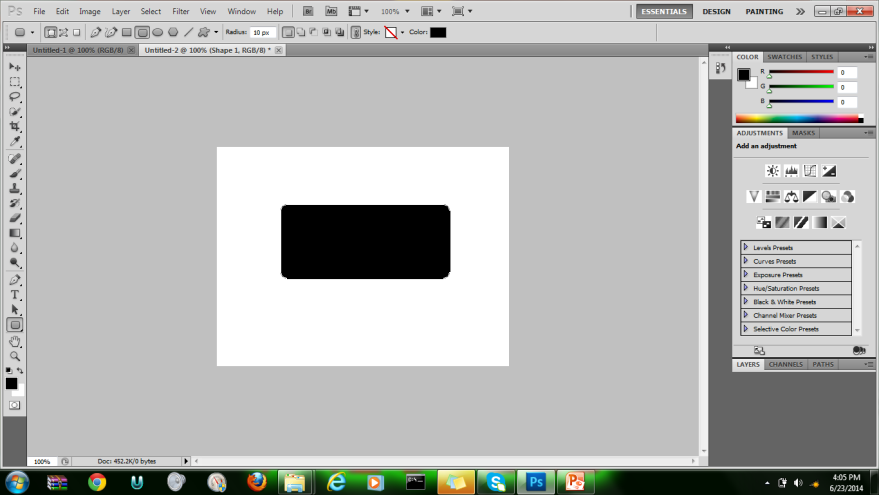 Ps File Edit Image Layer Select Filter Analysis View Window Help Br Mb 100% ESSENTIALS DESIGN PAINTING
Radius: 10 px Style: Color:
Untitled-1 @ 100% (RGB/8) Untitled-2 @ 100% (Shape 1, RGB/8) *
COLOR SWATCHES STYLES
R 0
G 0
B 0
ADJUSTMENTS MASKS
Add an adjustment
Levels Presets
Curves Presets
Exposure Presets
Hue/Saturation Presets
Black & White Presets
Channel Mixer Presets
Selective Color Presets
LAYERS CHANNELS PATHS
T
100% Doc: 452.2K/0 bytes
Ps
4:05 PM
6/23/2014